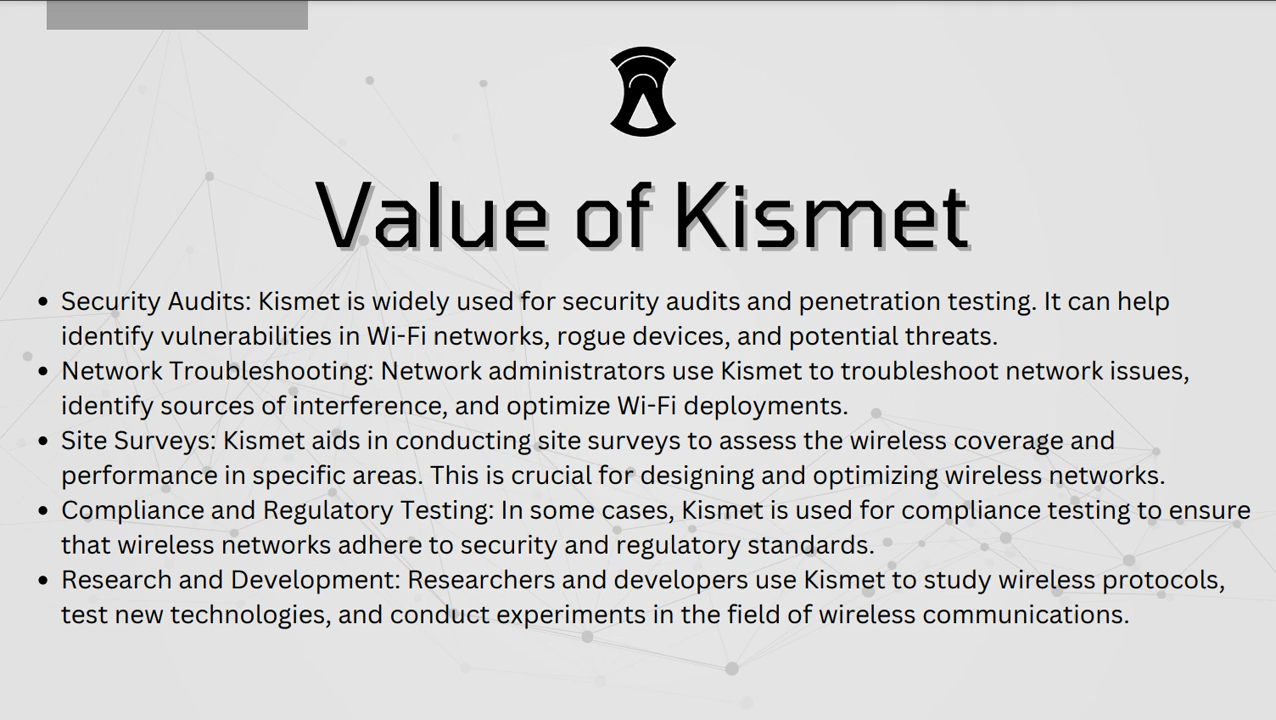 Value of Kismet
• Security Audits: Kismet is widely used for security audits and penetration testing. It can help
identify vulnerabilities in Wi-Fi networks, rogue devices, and potential threats.
• Network Troubleshooting: Network administrators use Kismet to troubleshoot network issues,
identify sources of interference, and optimize Wi-Fi deployments.
• Site Surveys: Kismet aids in conducting site surveys to assess the wireless coverage and
performance in specific areas. This is crucial for designing and optimizing wireless networks.
• Compliance and Regulatory Testing: In some cases, Kismet is used for compliance testing to ensure
that wireless networks adhere to security and regulatory standards.
• Research and Development: Researchers and developers use Kismet to study wireless protocols,
test new technologies, and conduct experiments in the field of wireless communications.